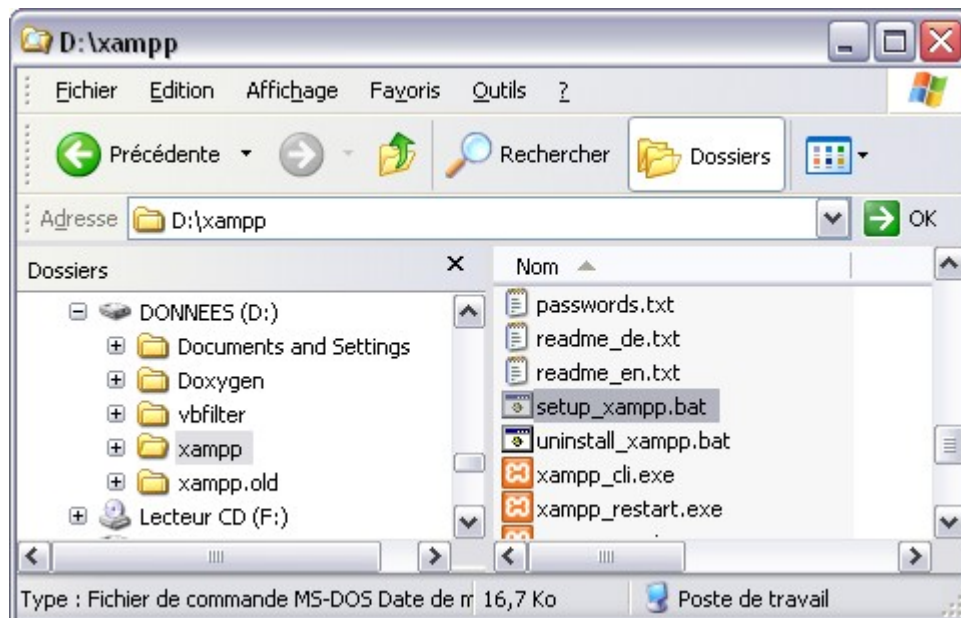 D:\xampp
Fichier Edition Affichage Favoris Outils ?
Précédente Rechercher Dossiers
Adresse D:\xampp OK
Dossiers
DONNEES (D:)
Documents and Settings
Doxygen
vbfilter
xampp
xampp.old
Lecteur CD (F:)
Nom
passwords.txt
readme_de.txt
readme_en.txt
setup_xampp.bat
uninstall_xampp.bat
xampp_cli.exe
xampp_restart.exe
Type : Fichier de commande MS-DOS Date de m 16,7 Ko Poste de travail